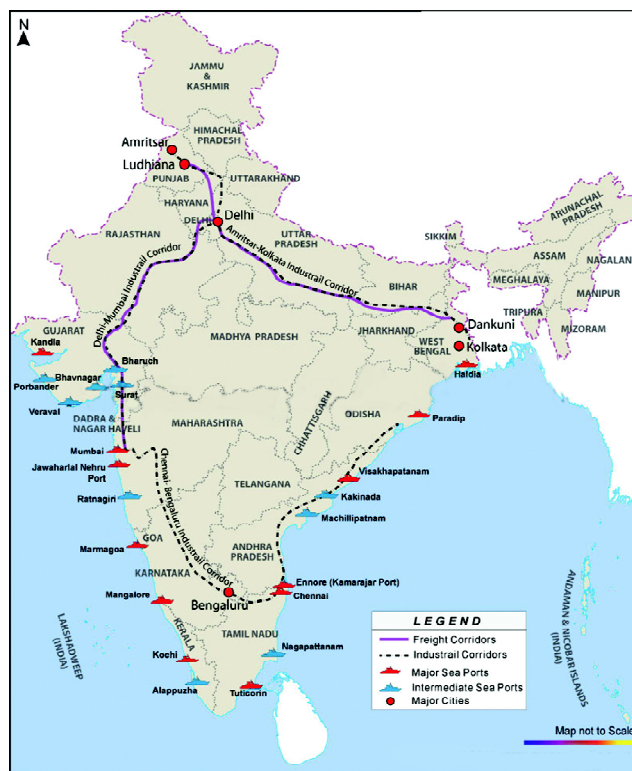 N
JAMMU
&
KASHMIR
HIMACHAL
PRADESH
Amritsar
Ludhiana
PUNJAB
UTTARAKHAND
HARYANA
DELHI
Delhi
RAJASTHAN
UTTAR
PRADESH
Amritsar-Kolkata Industrail Corridor
Delhi-Mumbai Industrail Corridor
SIKKIM
ARUNACHAL
PRADESH
ASSAM
NAGALAN
MEGHALAYA
MANIPUR
TRIPURA
MIZORAM
BIHAR
JHARKHAND
WEST
BENGAL
Dankuni
Kolkata
Haldia
GUJARAT
Kandla
MADHYA PRADESH
Bharuch
Bhavnagar
Porbander
Surat
Veraval
DADRA &
NAGAR HAVELI
MAHARASHTRA
CHHATTISGARH
ODISHA
Paradip
Mumbai
Jawaharlal Nehru
Port
Visakhapatanam
TELANGANA
Kakinada
Ratnagiri
Machillipatnam
Chennai-Bengaluru Industrail Corridor
GOA
Marmagoa
ANDHRA
PRADESH
KARNATAKA
Ennore (Kamarajar Port)
Chennai
Bengaluru
Mangalore
LAKSHADWEEP
(INDIA)
KERALA
TAMIL NADU
Nagapattanam
Kochi
Alappuzha
Tuticorin
ANDAMAN & NICOBAR ISLANDS
(INDIA)
LEGEND
Freight Corridors
Industrail Corridors
Major Sea Ports
Intermediate Sea Ports
Major Cities
Map not to Scale